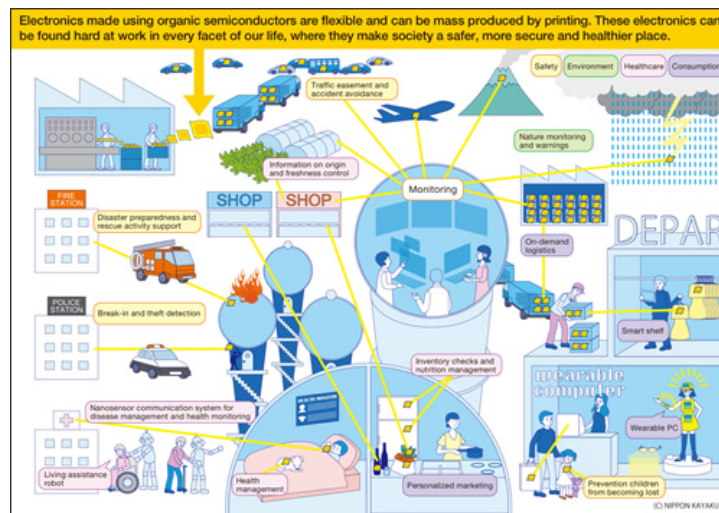 Electronics made using organic semiconductors are flexible and can be mass produced by printing. These electronics can
be found hard at work in every facet of our life, where they make society a safer, more secure and healthier place.
Safety
Environment
Healthcare
Consumption
Traffic easement and
accident avoidance
Nature monitoring
and warnings
Information on origin
and freshness control
Monitoring
FIRE
STATION
SHOP
SHOP
Disaster preparedness and
rescue activity support
On-demand
logistics
DEPAR
POLICE
STATION
Break-in and theft detection
Smart shelf
Inventory checks and
nutrition management
wearable
computer
Nanosensor communication system for
disease management and health monitoring
HEALTH MONITOR
Wearable PC
Living assistance
robot
Health
management
Personalized marketing
Prevention children
from becoming lost
(C) NIPPON KAYAKU